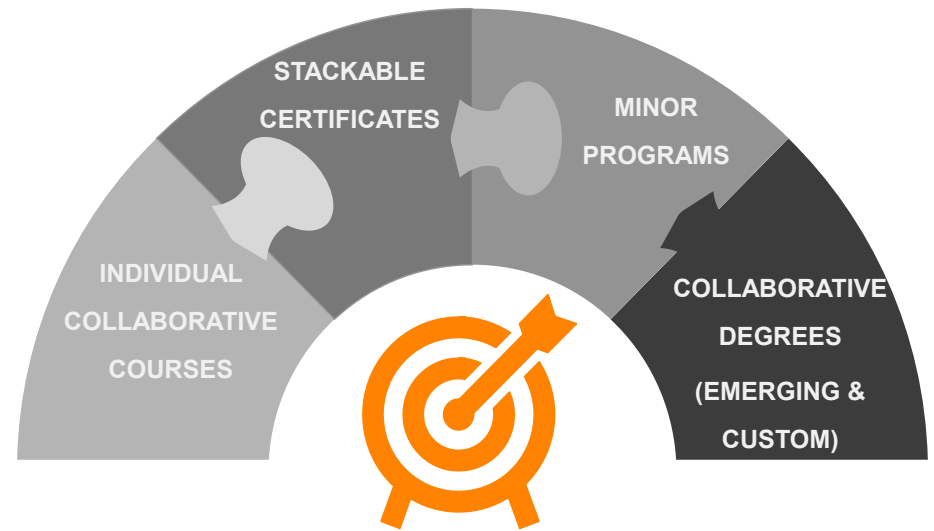 INDIVIDUAL
COLLABORATIVE
COURSES
STACKABLE
CERTIFICATES
MINOR
PROGRAMS
COLLABORATIVE
DEGREES
(EMERGING &
CUSTOM)